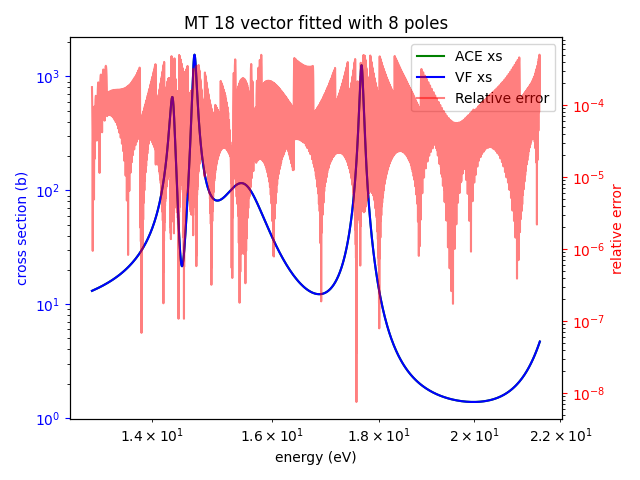 MT 18 vector fitted with 8 poles
ACE xs
VF xs
Relative error
cross section (b)
10³
10²
10¹
10⁰
relative error
10⁻⁴
10⁻⁵
10⁻⁶
10⁻⁷
10⁻⁸
1.4 × 10¹ 1.6 × 10¹ 1.8 × 10¹ 2 × 10¹ 2.2 × 10¹
energy (eV)